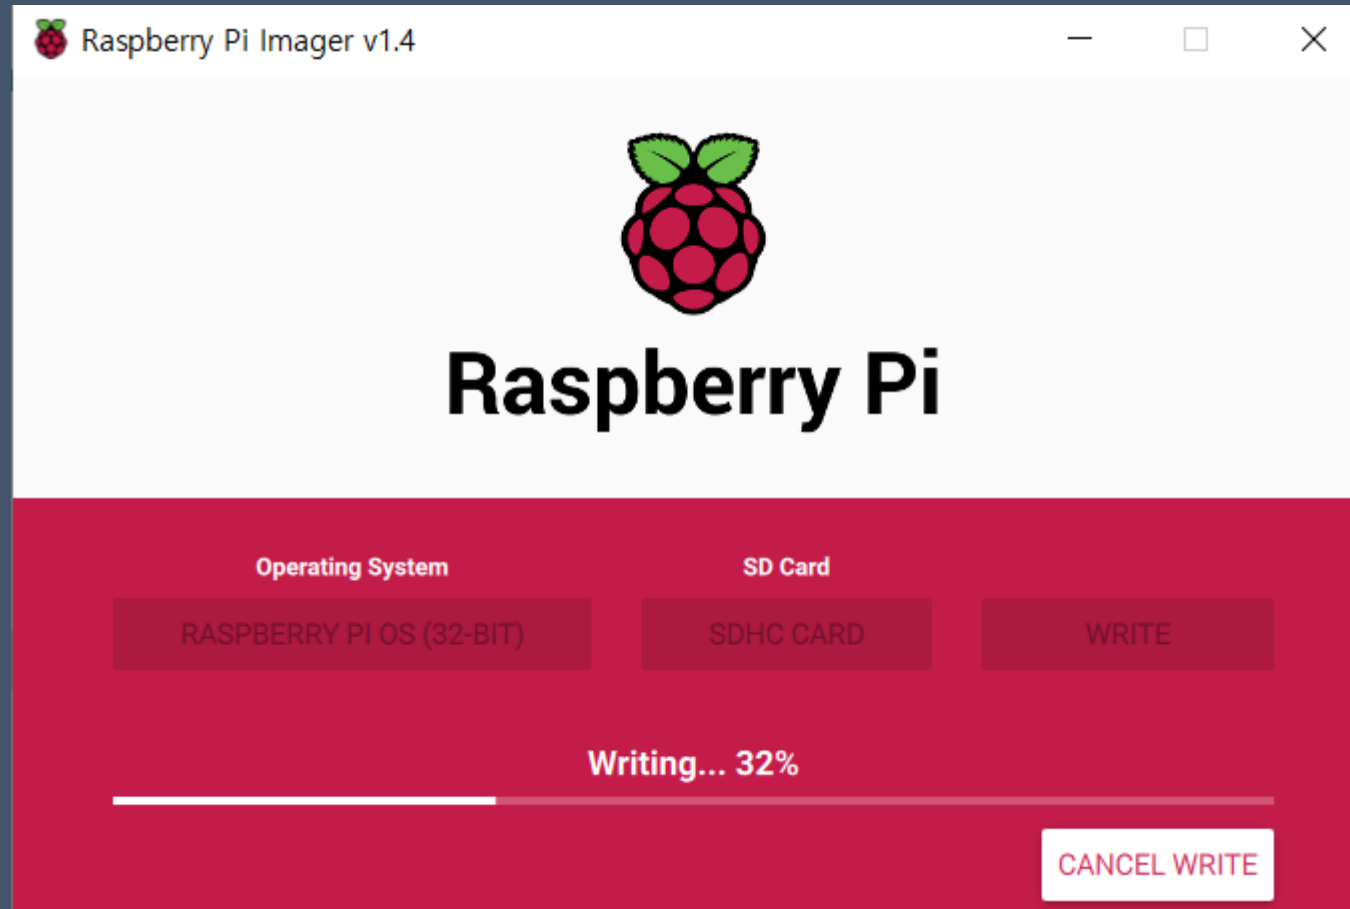 Raspberry Pi Imager v1.4
Raspberry Pi
Operating System
SD Card
RASPBERRY PI OS (32-BIT)
SDHC CARD
WRITE
Writing... 32%
CANCEL WRITE